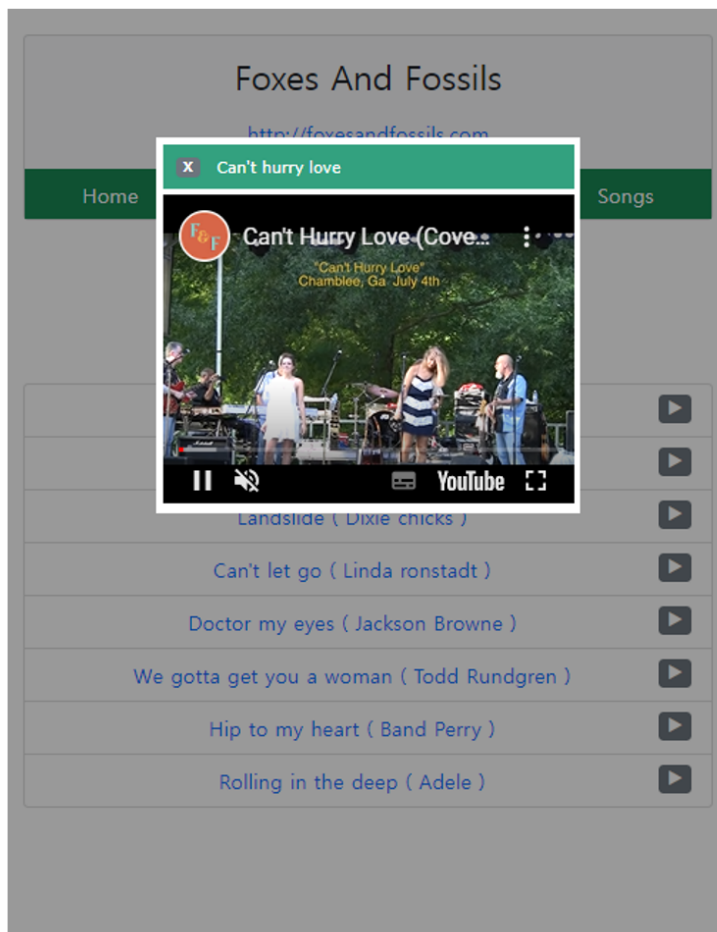 Foxes And Fossils
http://foxesandfossils.com
X Can't hurry love
Home
Songs
F&F
Can't Hurry Love (Cove...
"Can't Hurry Love"
Chamblee, Ga July 4th
Marshall
YouTube
Landslide ( Dixie chicks )
Can't let go ( Linda ronstadt )
Doctor my eyes ( Jackson Browne )
We gotta get you a woman ( Todd Rundgren )
Hip to my heart ( Band Perry )
Rolling in the deep ( Adele )